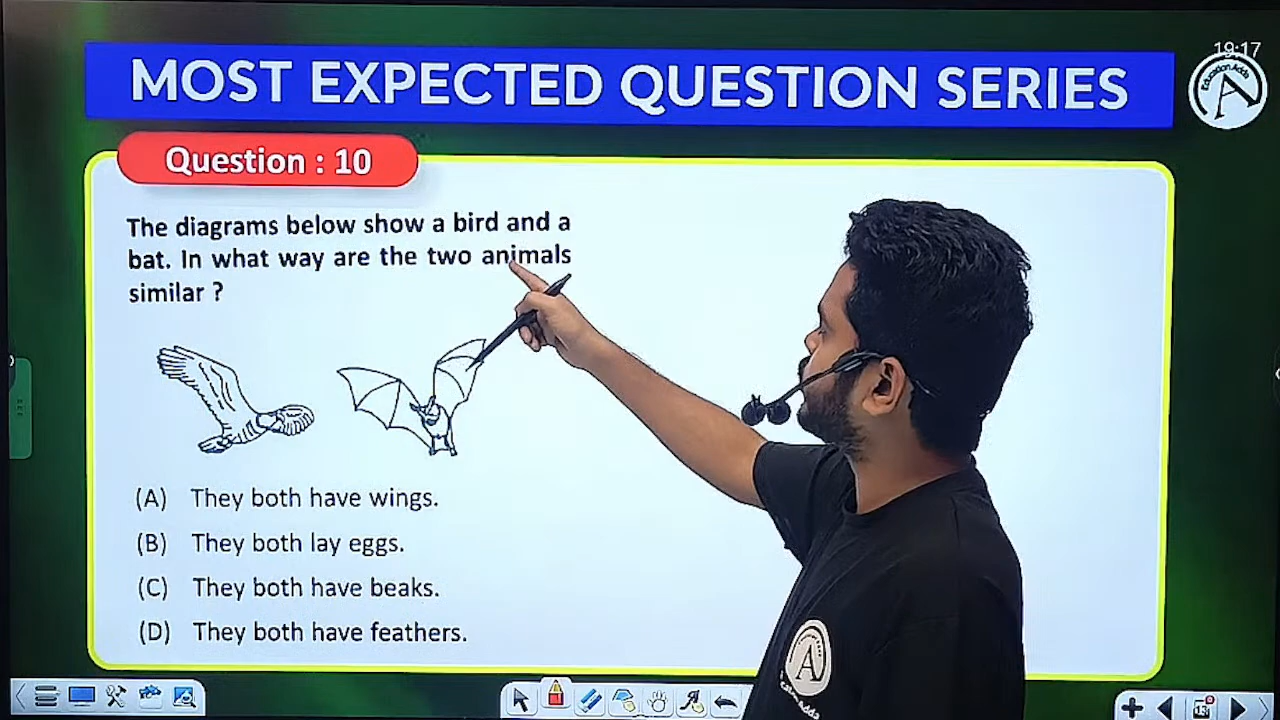 MOST EXPECTED QUESTION SERIES
19:17
Education Adda
A
Question : 10
The diagrams below show a bird and a
bat. In what way are the two animals
similar ?
(A) They both have wings.
(B) They both lay eggs.
(C) They both have beaks.
(D) They both have feathers.
A